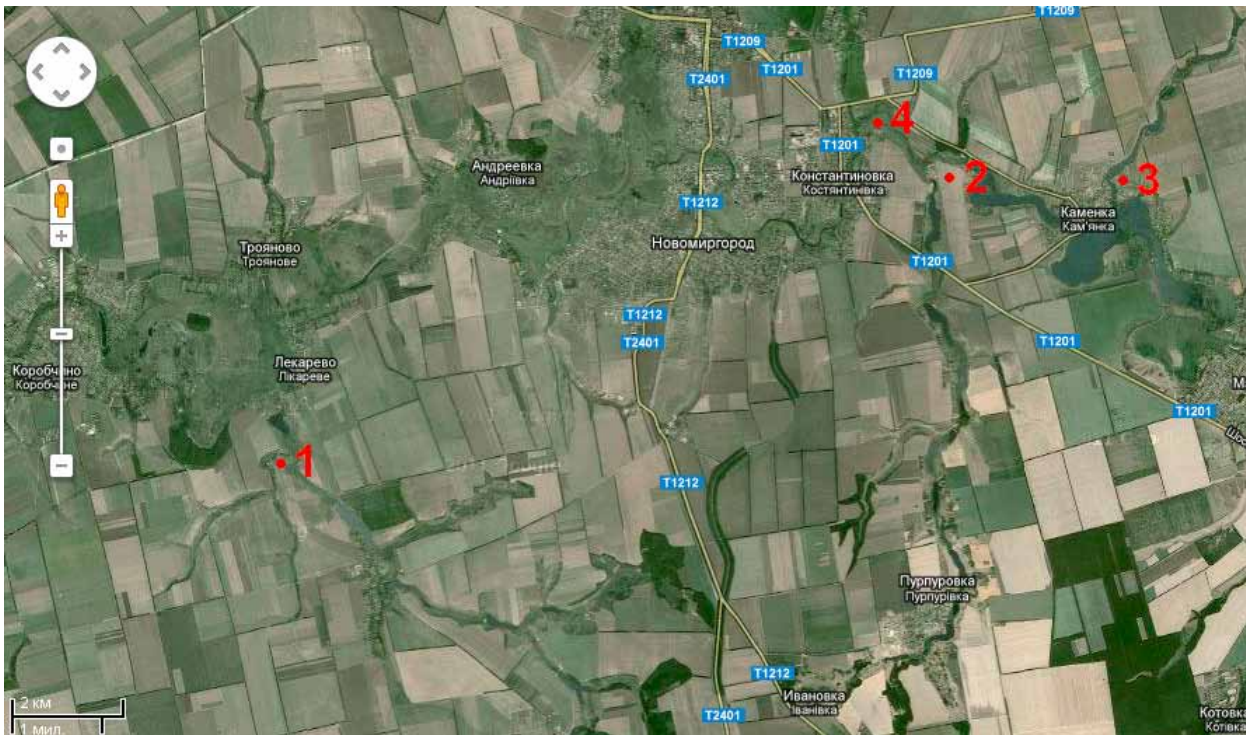 T1209
T1209
T1201
T2401
T1209
4
Андреевка
Андріївка
T1201
Константиновка
Костянтинівка
2
3
T1212
Каменка
Кам'янка
Трояново
Троянове
Новомиргород
T1201
T1212
T2401
T1201
Лекарево
Лікареве
Коробчино
Коробчине
М
T1201
Шос
1
T1212
Пурпуровка
Пурпурівка
T1212
Ивановка
Іванівка
T2401
Котовка
Котівка
2 км
1 мил.